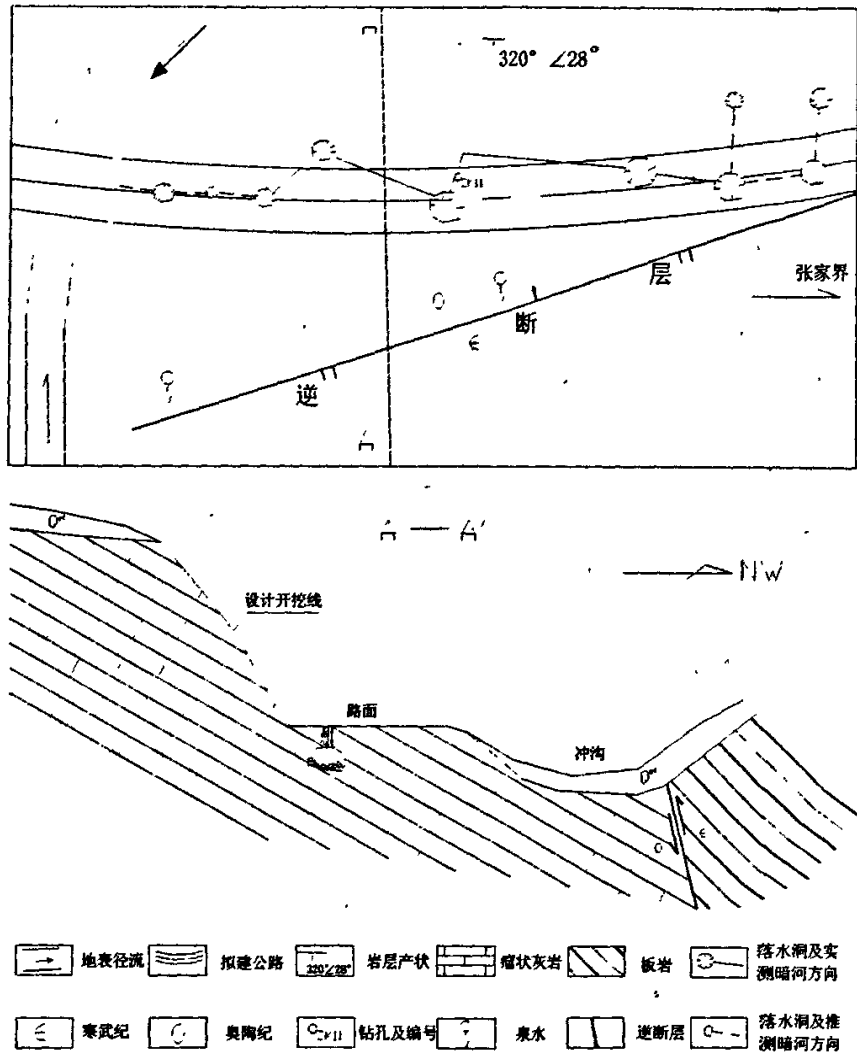 320° ∠28°
张家界
O
ϵ
逆
断
层
A — A'
NW
设计开挖线
路面
冲沟
O
ϵ
地表径流
拟建公路
320°∠28°
岩层产状
瘤状灰岩
板岩
落水洞及实
测暗河方向
ϵ
寒武纪
奥陶纪
钻孔及编号
泉水
逆断层
落水洞及推
测暗河方向